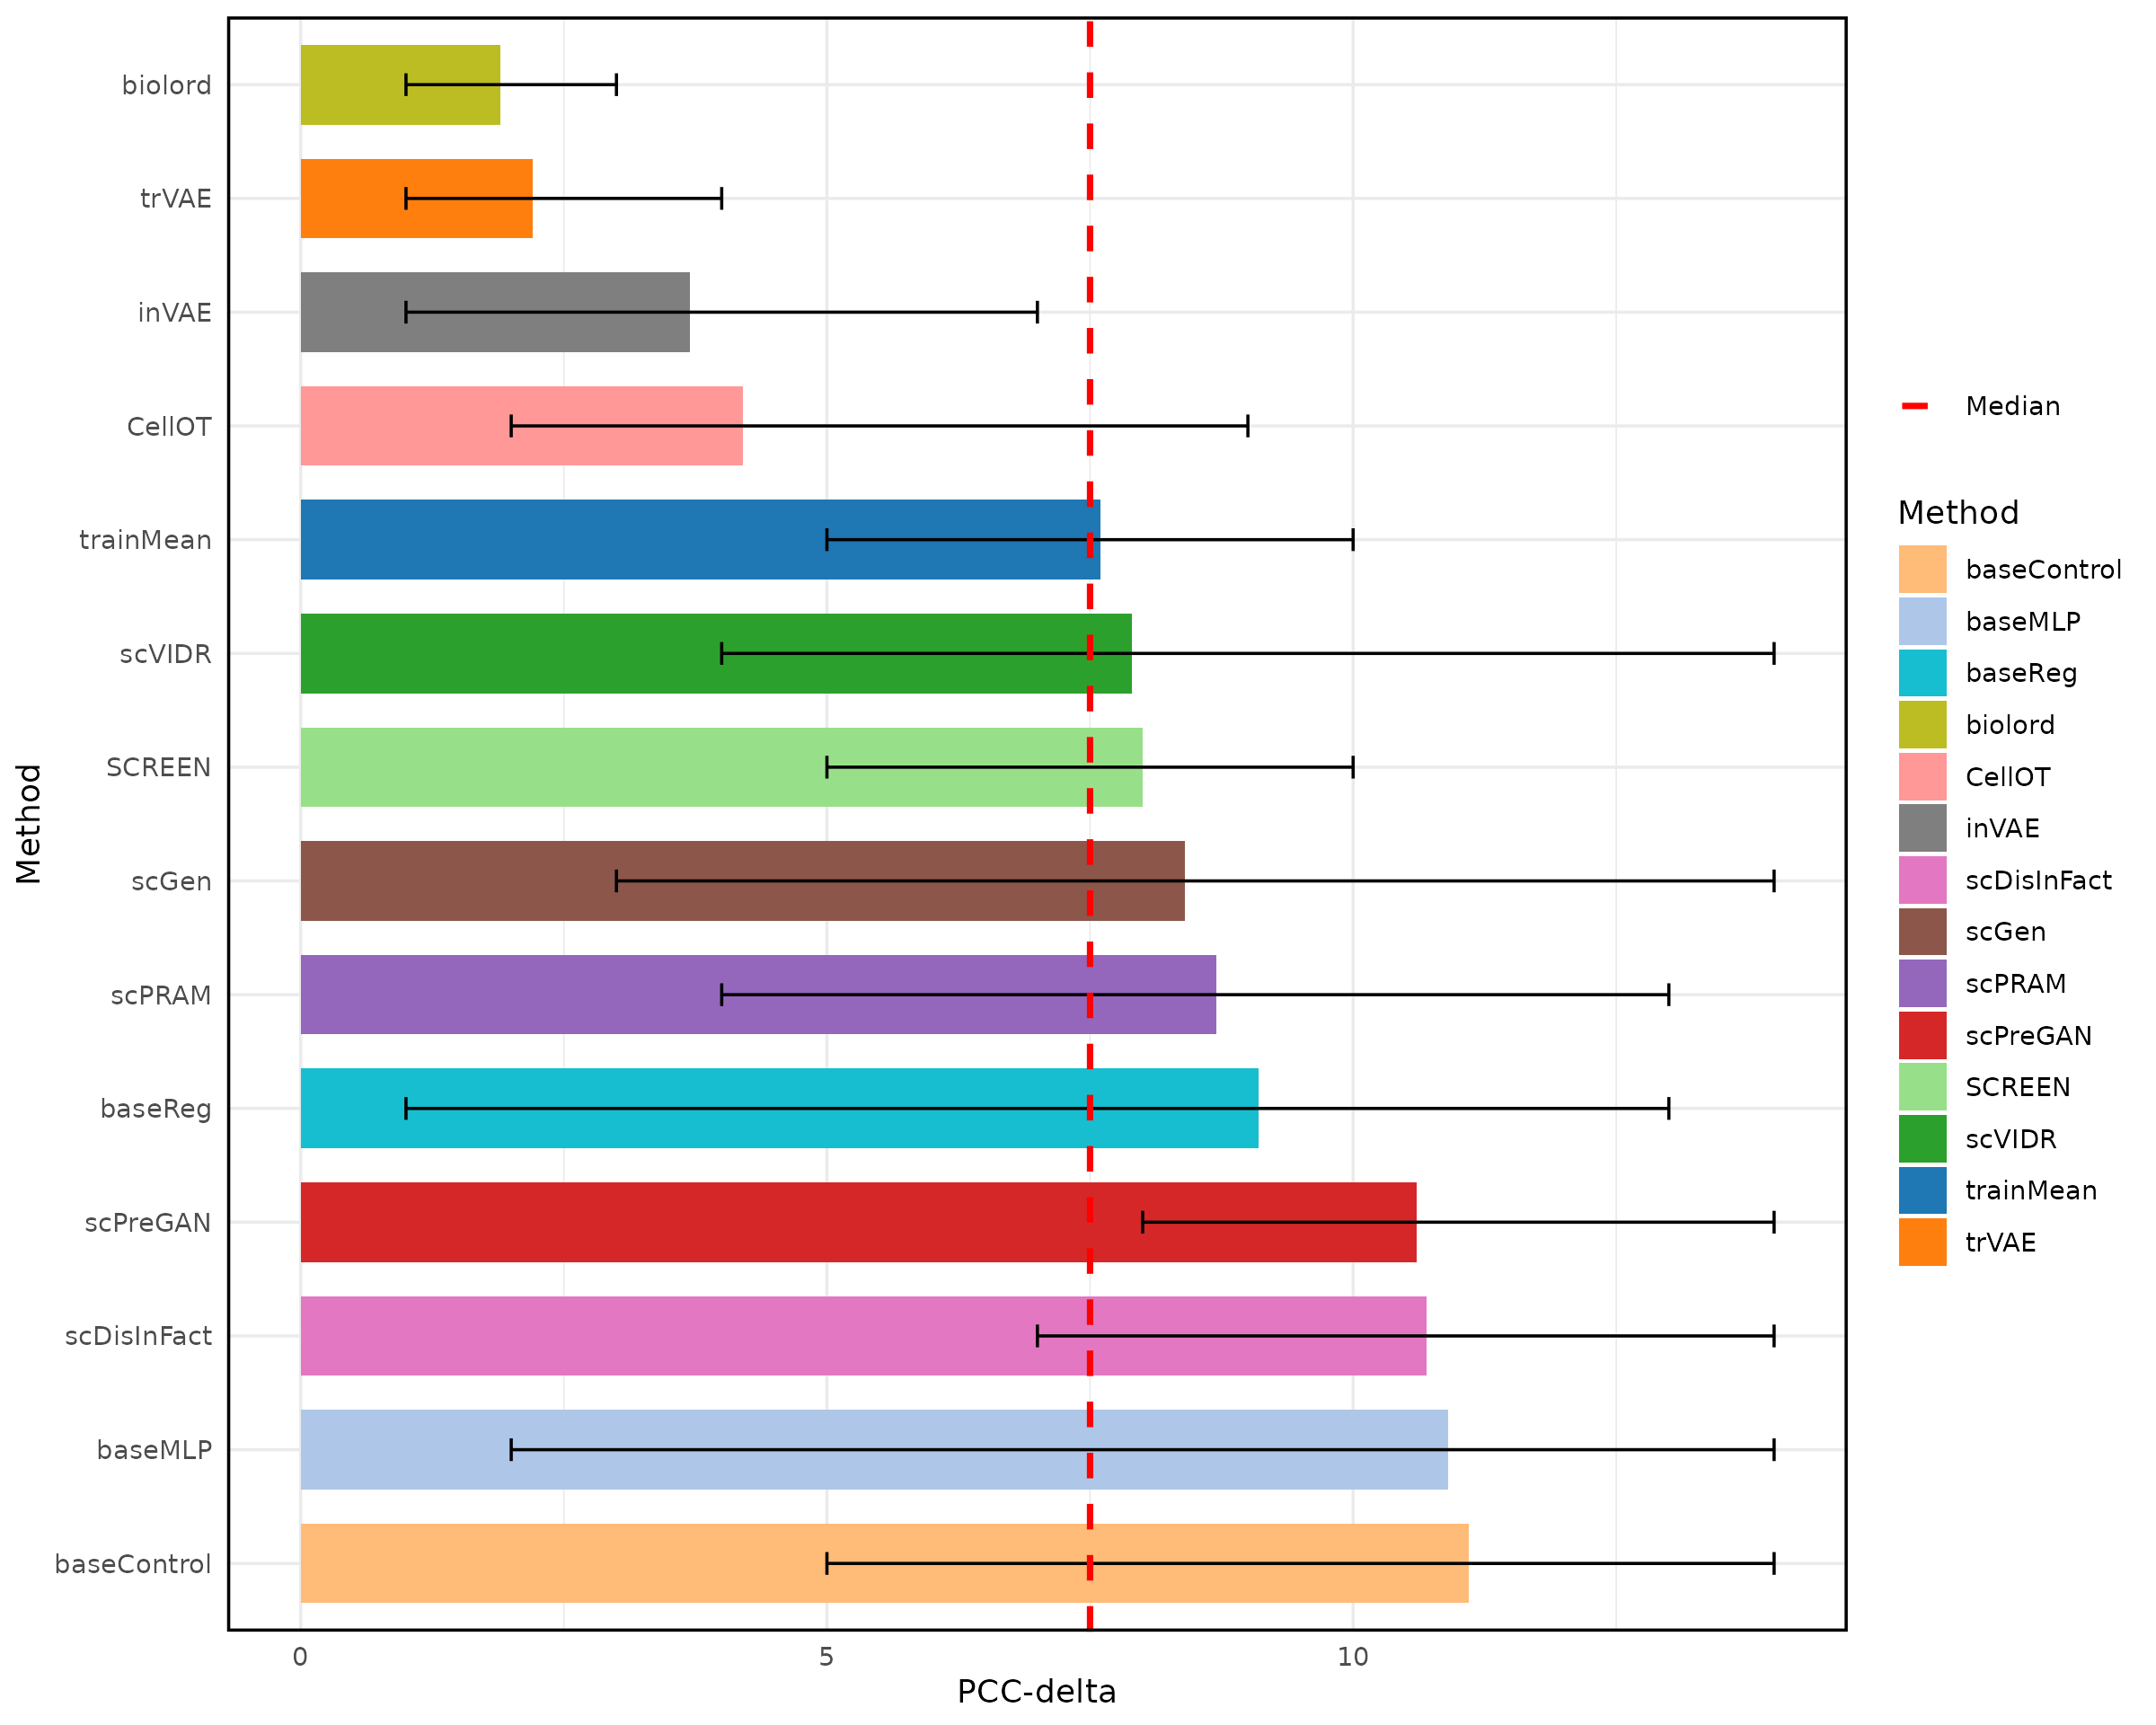 Method
biolord
trVAE
inVAE
CellOT
trainMean
scVIDR
SCREEN
scGen
scPRAM
baseReg
scPreGAN
scDisInFact
baseMLP
baseControl
0 5 10
PCC-delta
Median
Method
baseControl
baseMLP
baseReg
biolord
CellOT
inVAE
scDisInFact
scGen
scPRAM
scPreGAN
SCREEN
scVIDR
trainMean
trVAE